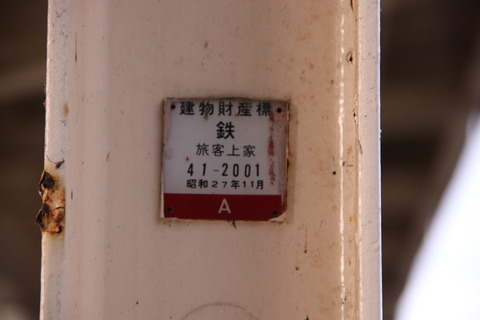 建物財産標
鉄
旅客上家
41-2001
昭和27年11月
A